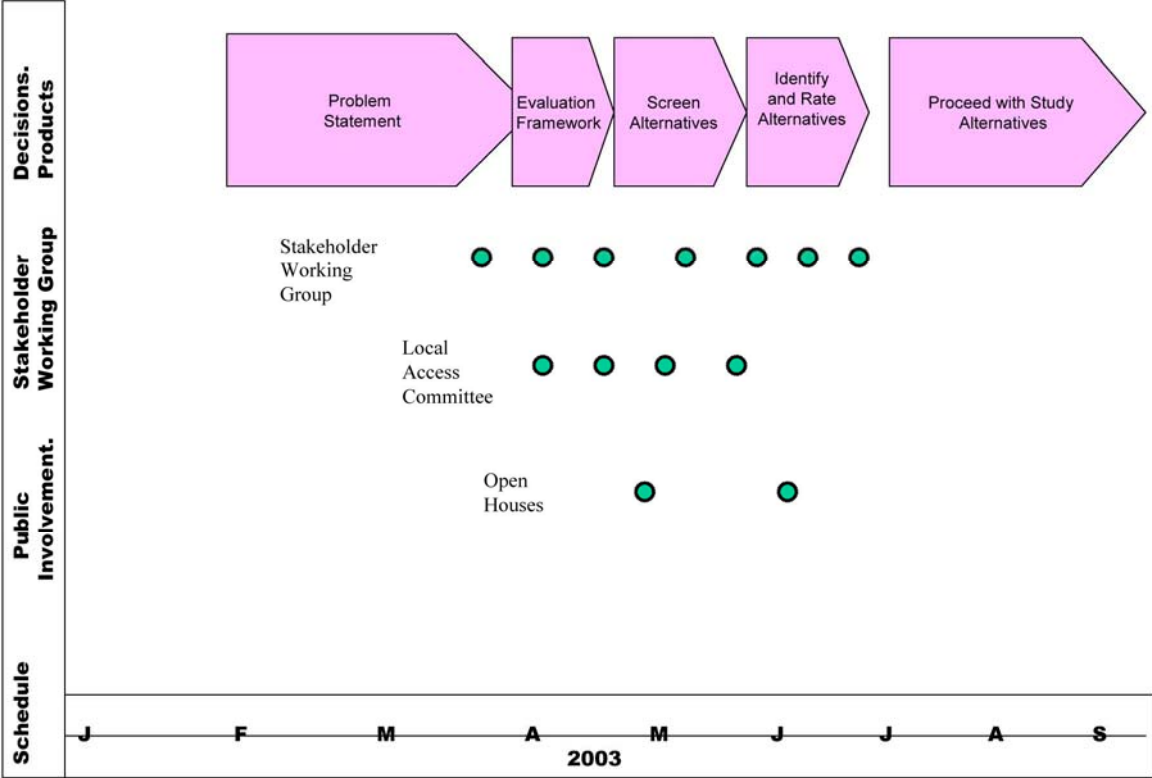 Decisions.
Products
Problem
Statement
Evaluation
Framework
Screen
Alternatives
Identify
and Rate
Alternatives
Proceed with Study
Alternatives
Stakeholder
Working Group
Stakeholder
Working
Group
Local
Access
Committee
Public
Involvement.
Open
Houses
Schedule
J F M A M J J A S
2003